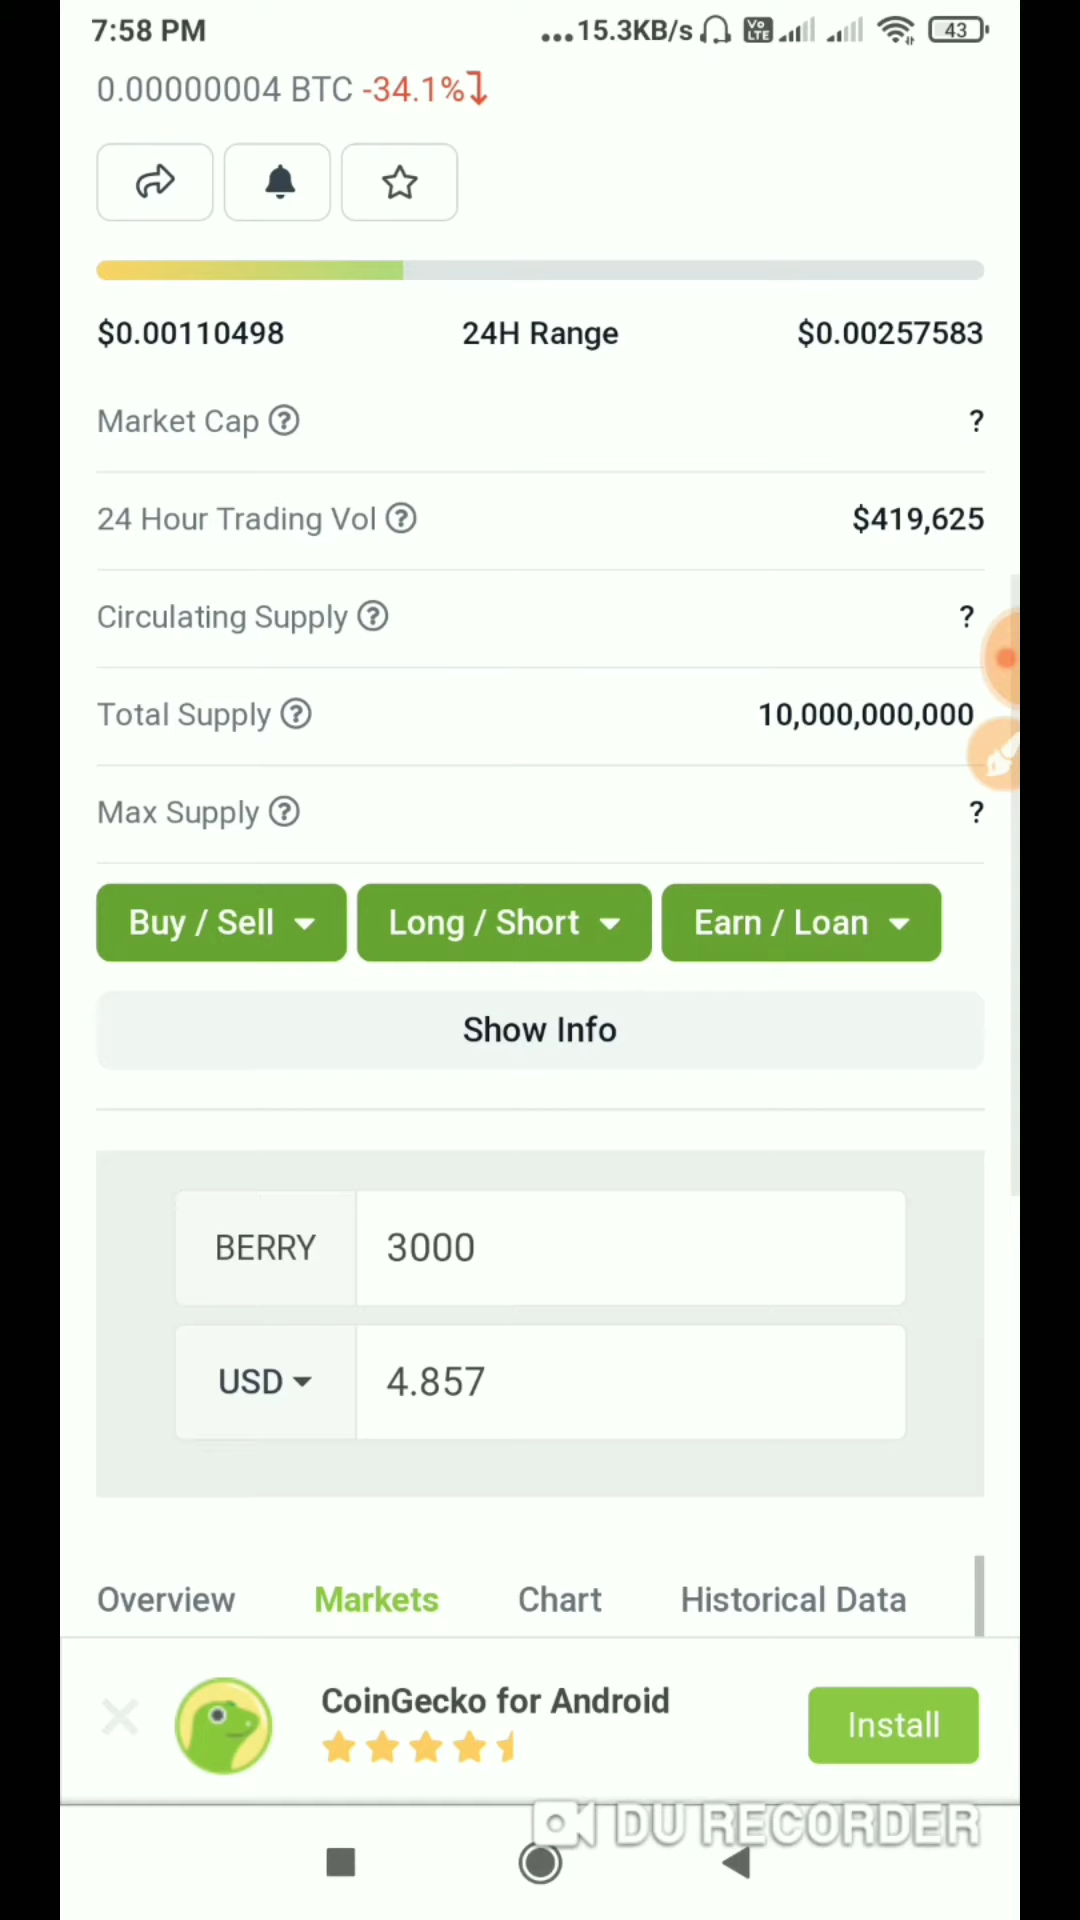 7:58 PM ...15.3KB/s Vo LTE 43
0.00000004 BTC -34.1%
$0.00110498 24H Range $0.00257583
Market Cap ? ?
24 Hour Trading Vol ? $419,625
Circulating Supply ? ?
Total Supply ? 10,000,000,000
Max Supply ? ?
Buy / Sell Long / Short Earn / Loan
Show Info
BERRY 3000
USD 4.857
Overview Markets Chart Historical Data
CoinGecko for Android
Install
DU RECORDER